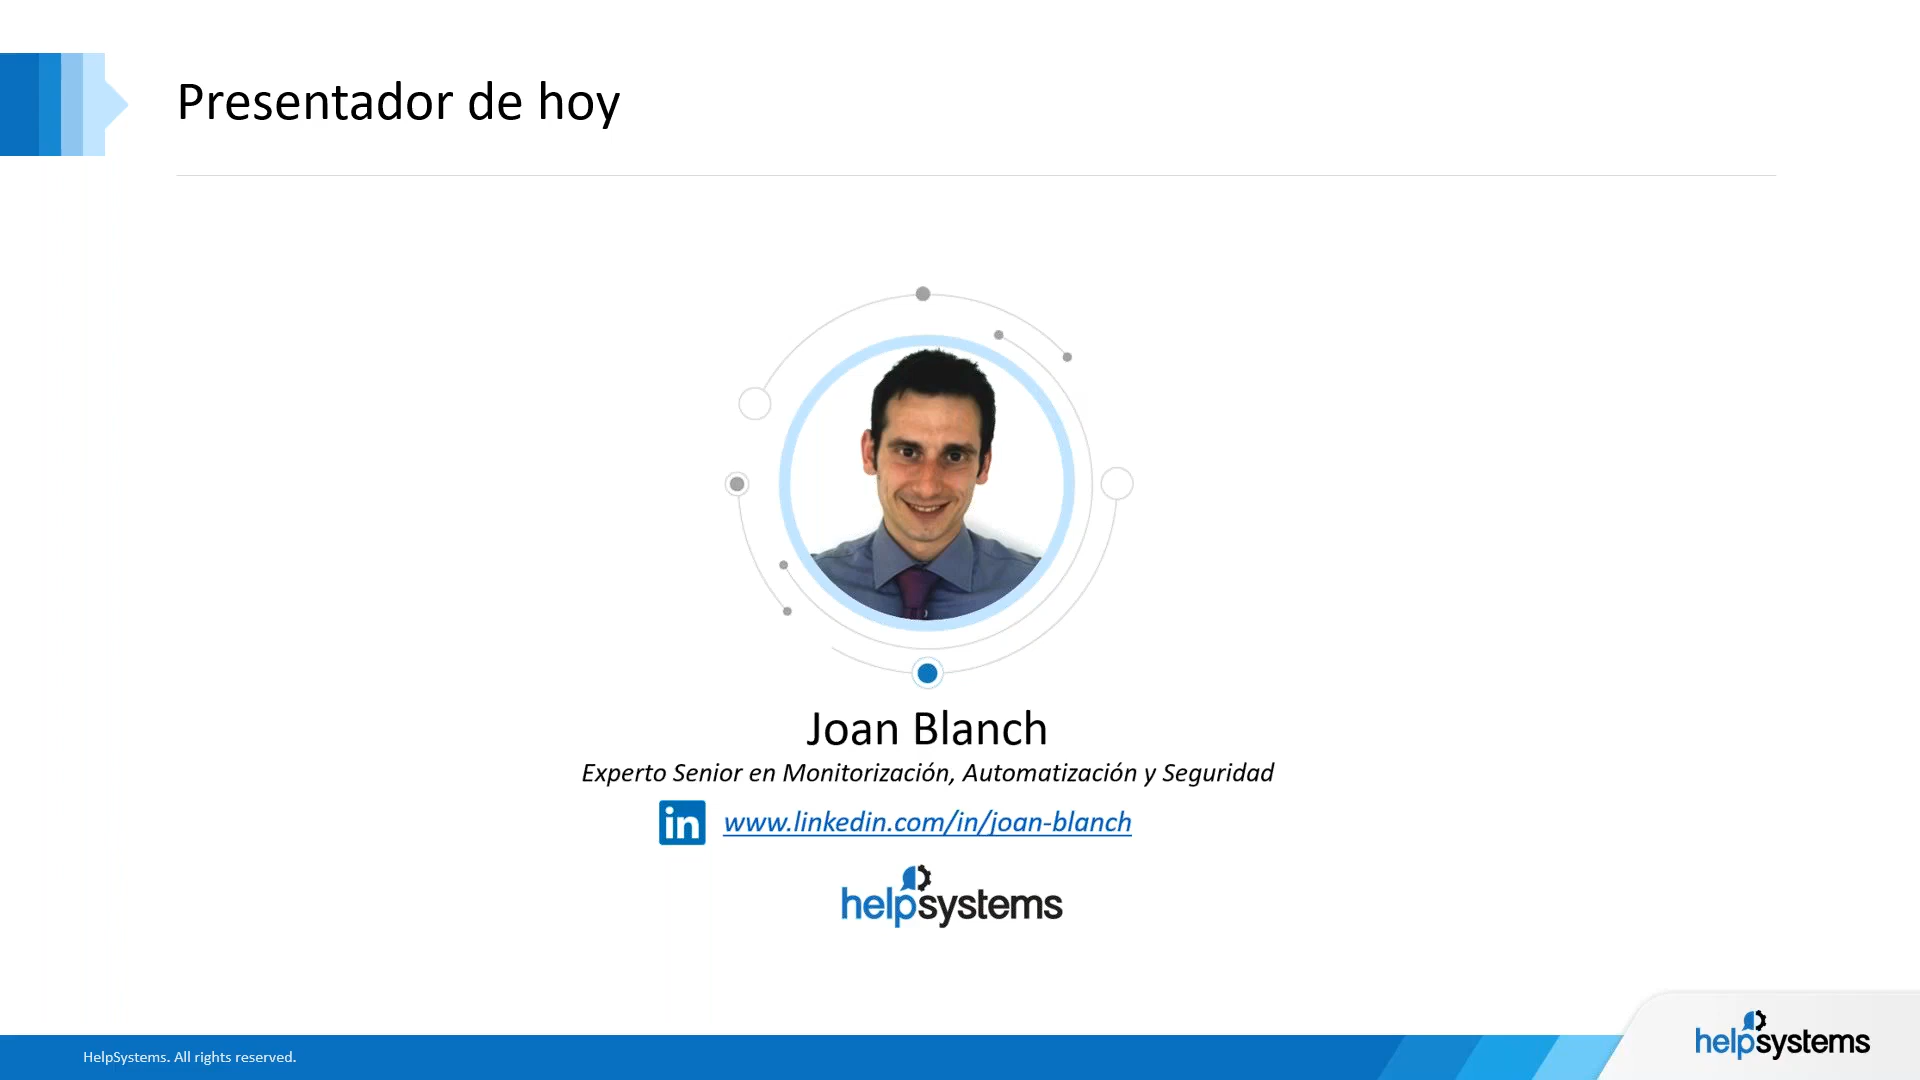 Presentador de hoy
Joan Blanch
Experto Senior en Monitorización, Automatización y Seguridad
in www.linkedin.com/in/joan-blanch
helpsystems
HelpSystems. All rights reserved.
helpsystems